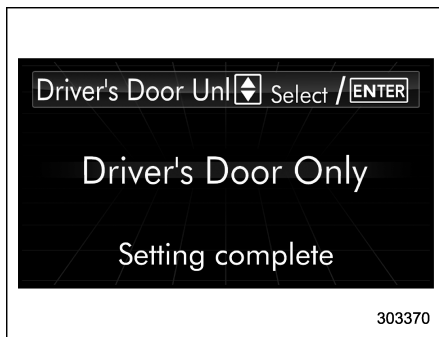 Driver's Door Unl Select / ENTER
Driver's Door Only
Setting complete
303370